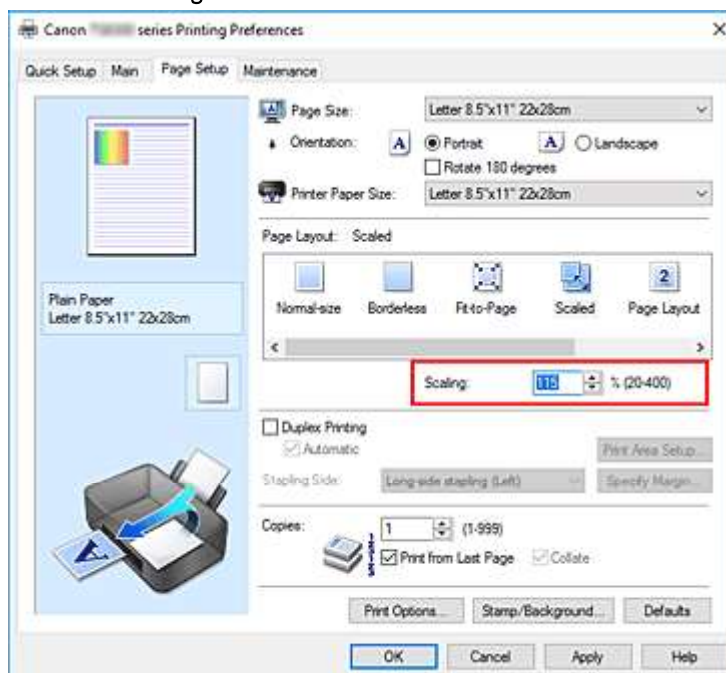 Canon series Printing Preferences
Quick Setup Main Page Setup Maintenance
Page Size: Letter 8.5"x11" 22x28cm
Orientation: A Portrait A Landscape
Rotate 180 degrees
Printer Paper Size: Letter 8.5"x11" 22x28cm
Page Layout: Scaled
2
Normal-size Borderless Fit-to-Page Scaled Page Layout
Plain Paper
Letter 8.5"x11" 22x28cm
Scaling: 115 % (20-400)
Duplex Printing
Automatic Print Area Setup...
Stapling Side: Long-side stapling (Left) Specify Margin...
Copies: 1 (1-999)
Print from Last Page Collate
A
Print Options... Stamp/Background... Defaults
OK Cancel Apply Help